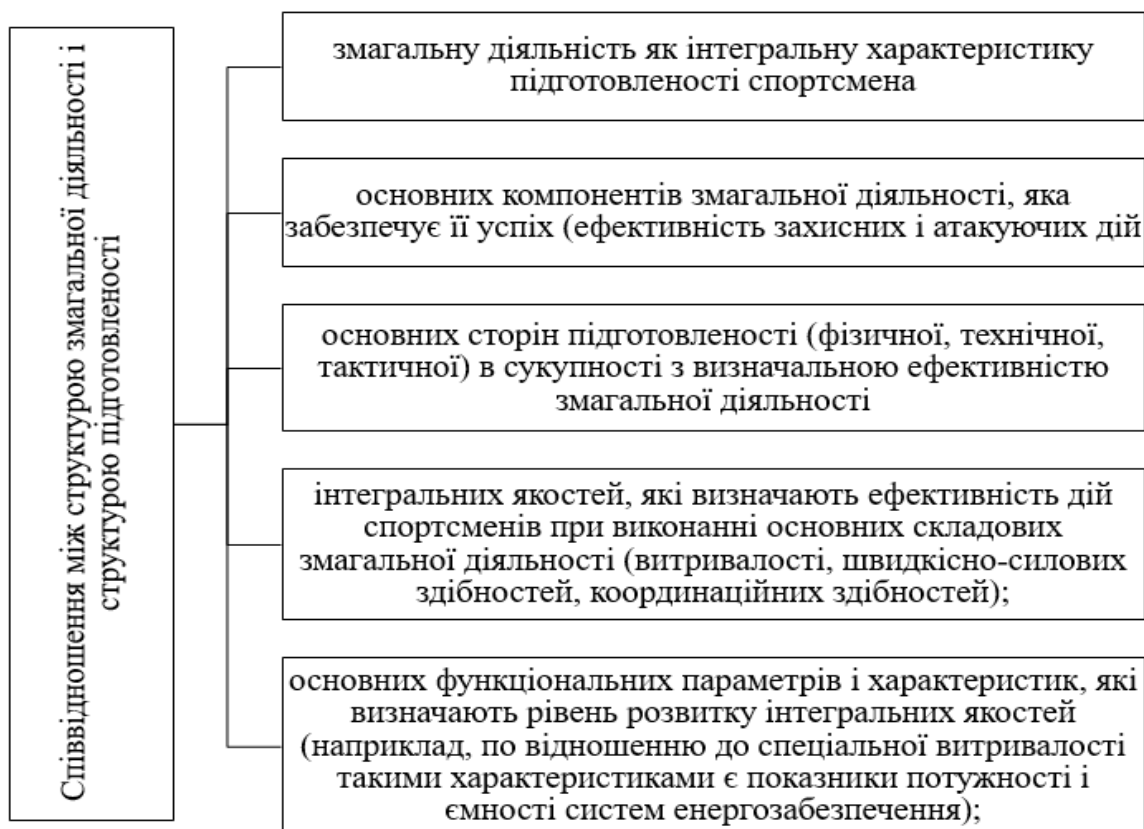 Співвідношення між структурою змагальної діяльності і
структурою підготовленості
змагальну діяльність як інтегральну характеристику
підготовленості спортсмена
основних компонентів змагальної діяльності, яка
забезпечує її успіх (ефективність захисних і атакуючих дій
основних сторін підготовленості (фізичної, технічної,
тактичної) в сукупності з визначальною ефективністю
змагальної діяльності
інтегральних якостей, які визначають ефективність дій
спортсменів при виконанні основних складових
змагальної діяльності (витривалості, швидкісно-силових
здібностей, координаційних здібностей);
основних функціональних параметрів і характеристик, які
визначають рівень розвитку інтегральних якостей
(наприклад, по відношенню до спеціальної витривалості
такими характеристиками є показники потужності і
ємності систем енергозабезпечення);